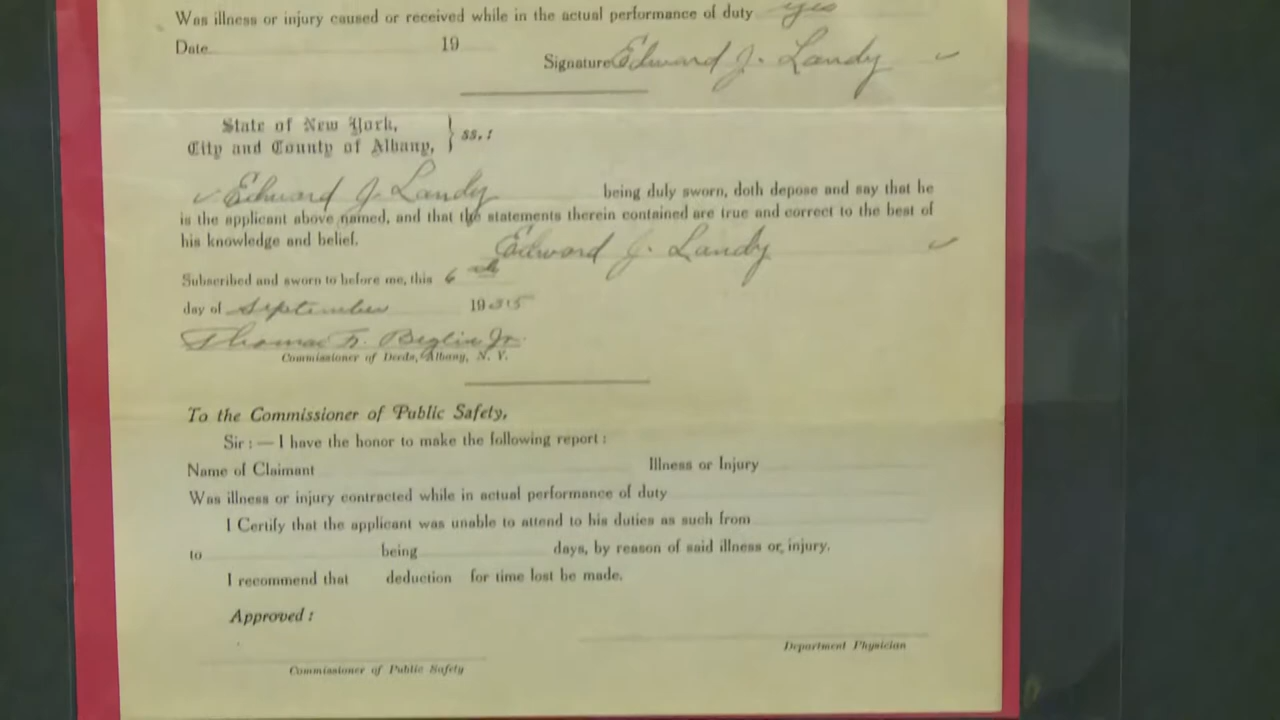 Was illness or injury caused or received while in the actual performance of duty yes
Date 19
Signature Edward J. Landy
State of New York,
City and County of Albany, } ss. :
Edward J Landy being duly sworn, doth depose and say that he
is the applicant above named, and that the statements therein contained are true and correct to the best of
his knowledge and belief.
Edward J. Landy
Subscribed and sworn to before me, this 6th
day of September 1935
Thomas F. Beglin Jr.
Commissioner of Deeds, Albany, N. Y.
To the Commissioner of Public Safety,
Sir : — I have the honor to make the following report :
Name of Claimant Illness or Injury
Was illness or injury contracted while in actual performance of duty
I Certify that the applicant was unable to attend to his duties as such from
to being days, by reason of said illness or injury.
I recommend that deduction for time lost be made.
Approved :
Department Physician
Commissioner of Public Safety